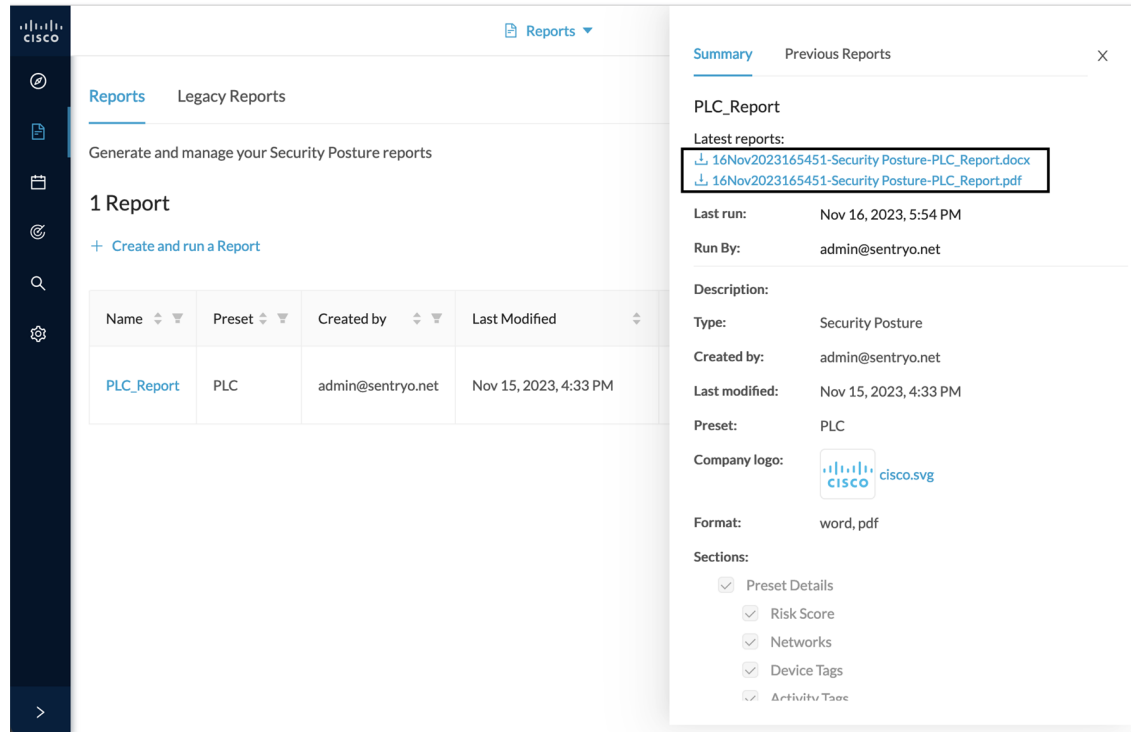 CISCO
Reports
Reports Legacy Reports
Generate and manage your Security Posture reports
1 Report
+ Create and run a Report
Name Preset Created by Last Modified
PLC_Report PLC admin@sentryo.net Nov 15, 2023, 4:33 PM
Summary Previous Reports X
PLC_Report
Latest reports:
16Nov2023165451-Security Posture-PLC_Report.docx
16Nov2023165451-Security Posture-PLC_Report.pdf
Last run: Nov 16, 2023, 5:54 PM
Run By: admin@sentryo.net
Description:
Type: Security Posture
Created by: admin@sentryo.net
Last modified: Nov 15, 2023, 4:33 PM
Preset: PLC
Company logo: CISCO cisco.svg
Format: word, pdf
Sections:
Preset Details
Risk Score
Networks
Device Tags
Activity Tags